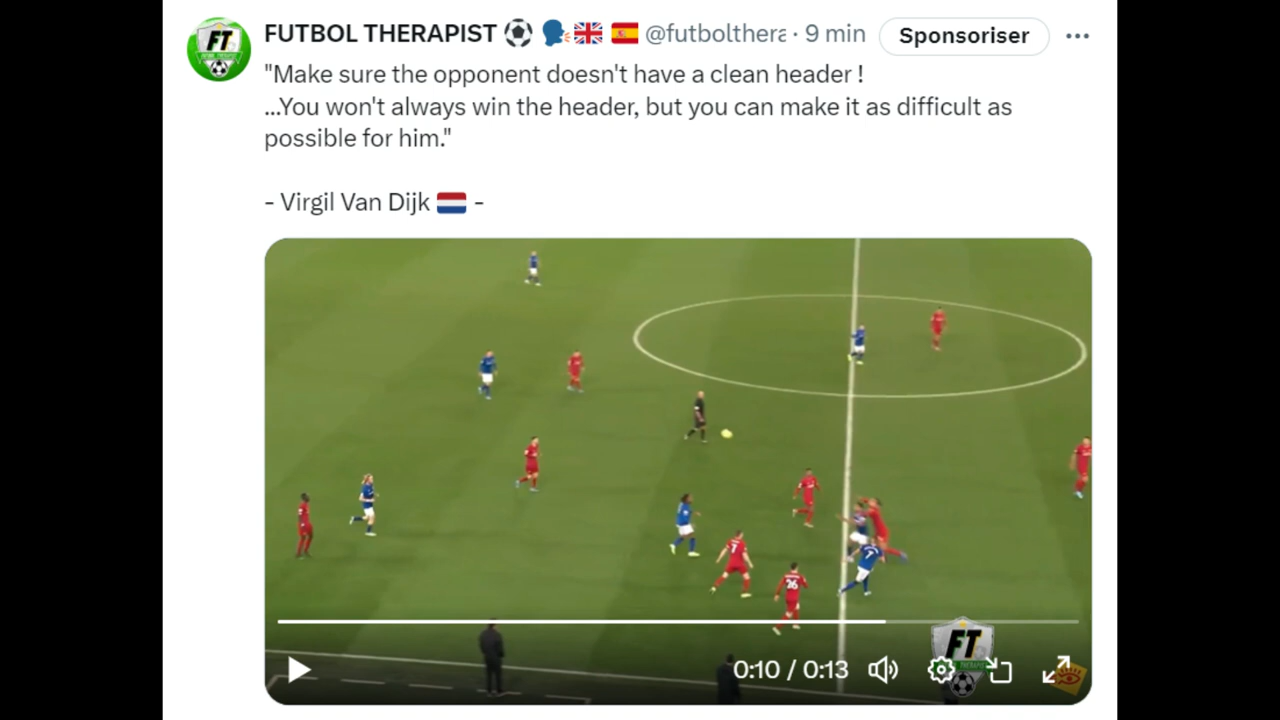 FUTBOL THERAPIST ⚽ 🗣️🇬🇧 🇪🇸 @futbolthera · 9 min Sponsoriser
"Make sure the opponent doesn't have a clean header !
...You won't always win the header, but you can make it as difficult as
possible for him."
- Virgil Van Dijk 🇳🇱 -
FT
7
7
26
FT
0:10 / 0:13